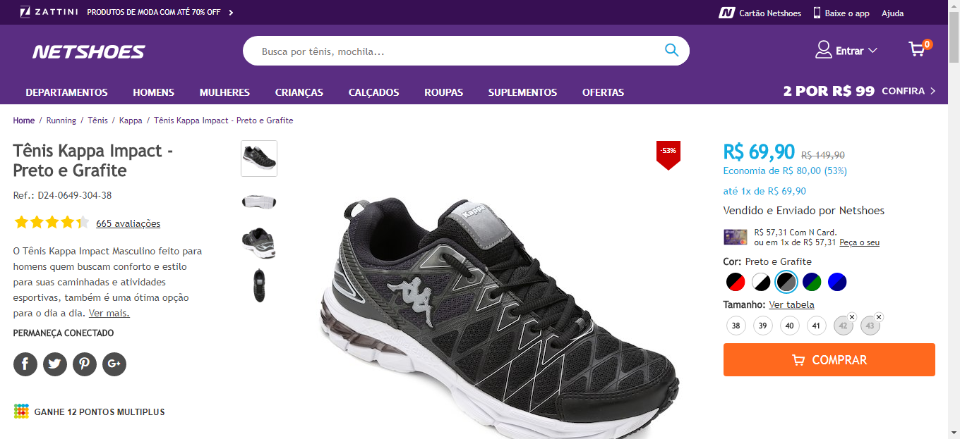 ZATTINI PRODUTOS DE MODA COM ATÉ 70% OFF
Cartão Netshoes Baixe o app Ajuda
NETSHOES
Busca por tênis, mochila...
Entrar
0
DEPARTAMENTOS HOMENS MULHERES CRIANÇAS CALÇADOS ROUPAS SUPLEMENTOS OFERTAS
2 POR R$ 99 CONFIRA
Home / Running / Tênis / Kappa / Tênis Kappa Impact - Preto e Grafite
Tênis Kappa Impact -
Preto e Grafite
Ref.: D24-0649-304-38
665 avaliações
O Tênis Kappa Impact Masculino feito para
homens quem buscam conforto e estilo
para suas caminhadas e atividades
esportivas, também é uma ótima opção
para o dia a dia. Ver mais.
PERMANEÇA CONECTADO
GANHE 12 PONTOS MULTIPLUS
-53%
Kappa
R$ 69,90 R$ 149,90
Economia de R$ 80,00 (53%)
até 1x de R$ 69,90
Vendido e Enviado por Netshoes
R$ 57,31 Com N Card.
ou em 1x de R$ 57,31 Peça o seu
Cor: Preto e Grafite
Tamanho: Ver tabela
38 39 40 41 42 43
COMPRAR